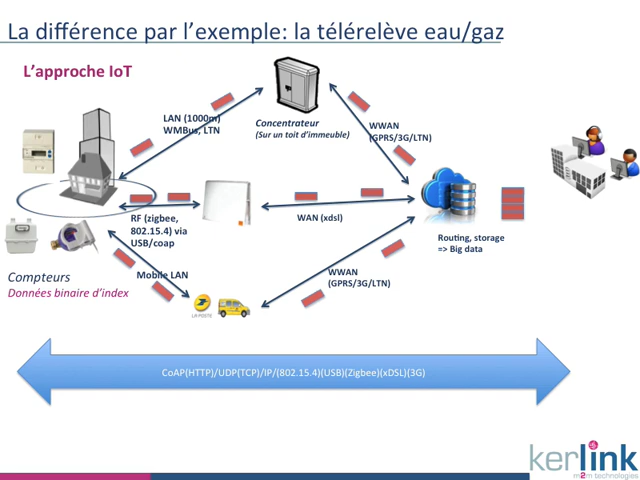 La différence par l'exemple: la télérelève eau/gaz
L'approche IoT
LAN (1000m)
WMBus, LTN
Concentrateur
(Sur un toit d'immeuble)
WWAN
(GPRS/3G/LTN)
RF (zigbee,
802.15.4) via
USB/coap
WAN (xdsl)
Routing, storage
=> Big data
Compteurs
Données binaire d'index
Mobile LAN
WWAN
(GPRS/3G/LTN)
LA POSTE
CoAP(HTTP)/UDP(TCP)/IP/(802.15.4)(USB)(Zigbee)(xDSL)(3G)
kerlink
m2m technologies